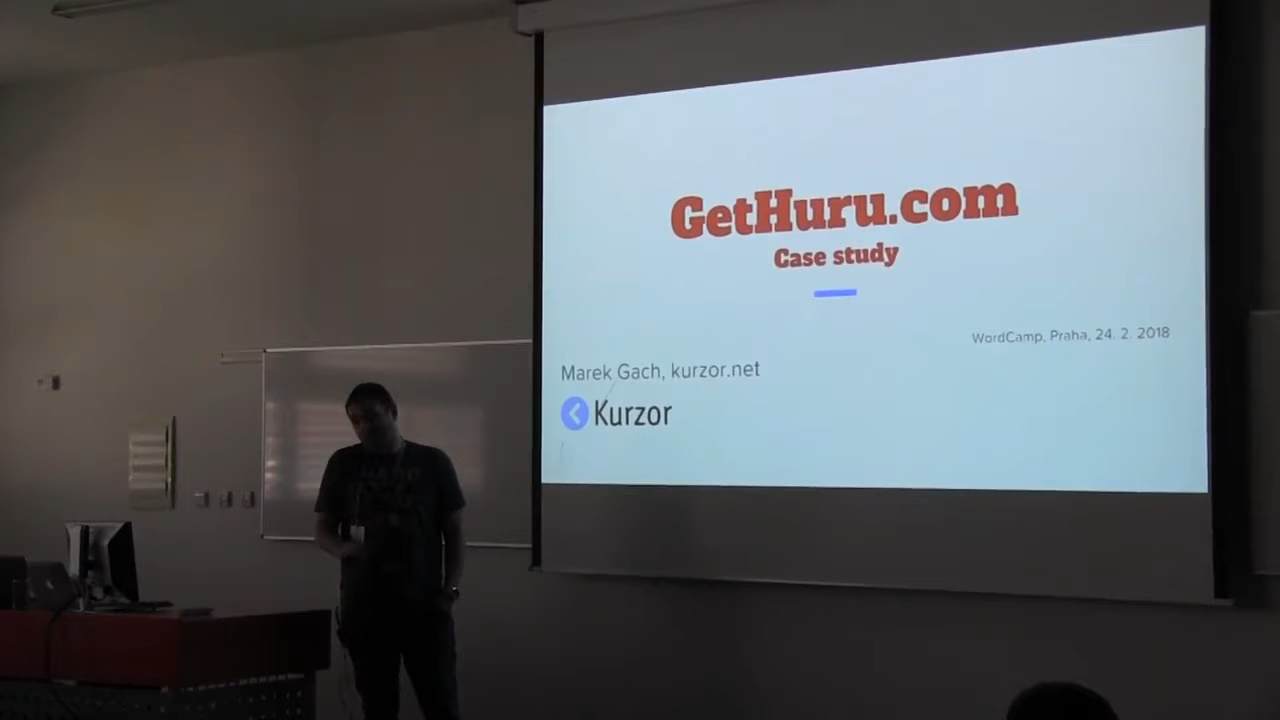 GetHuru.com
Case study
WordCamp, Praha, 24. 2. 2018
Marek Gach, kurzor.net
Kurzor